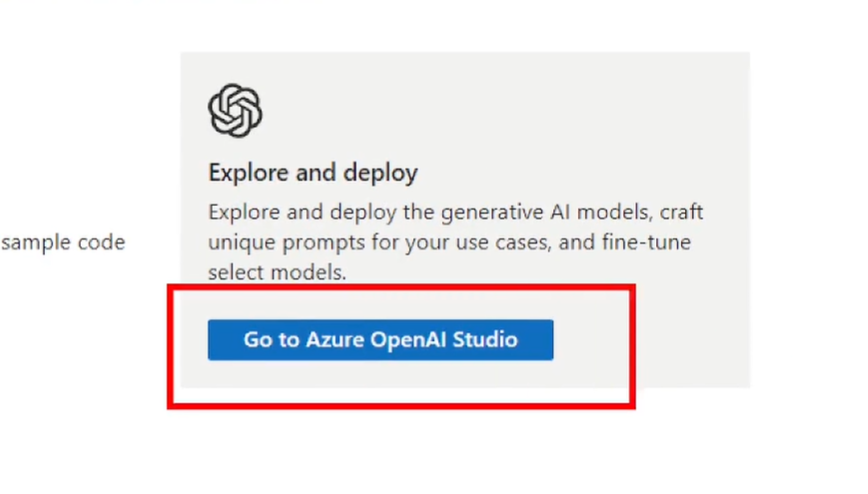 Explore and deploy
Explore and deploy the generative AI models, craft
unique prompts for your use cases, and fine-tune
select models.
sample code
Go to Azure OpenAI Studio